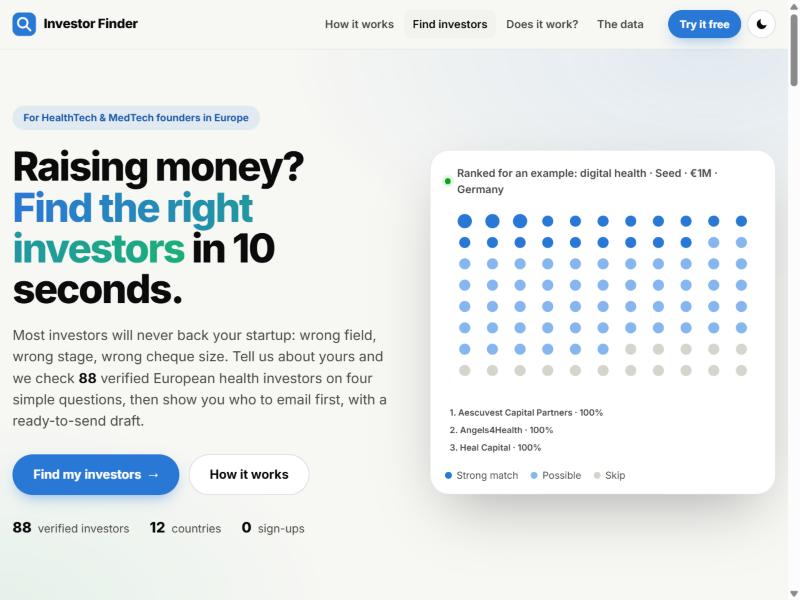 Investor Finder
How it works
Find investors
Does it work?
The data
Try it free
For HealthTech & MedTech founders in Europe
Raising money?
Find the right
investors in 10
seconds.
Most investors will never back your startup: wrong field,
wrong stage, wrong cheque size. Tell us about yours and
we check 88 verified European health investors on four
simple questions, then show you who to email first, with a
ready-to-send draft.
Find my investors →
How it works
88 verified investors
12 countries
0 sign-ups
Ranked for an example: digital health · Seed · €1M ·
Germany
1. Aescuvest Capital Partners · 100%
2. Angels4Health · 100%
3. Heal Capital · 100%
Strong match
Possible
Skip